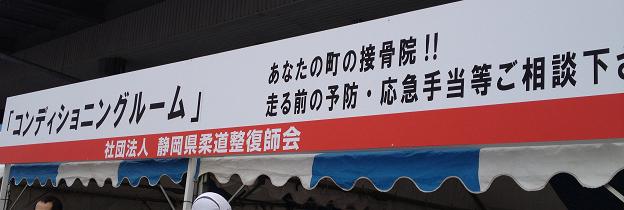 「コンディショニングルーム」
あなたの町の接骨院!!
走る前の予防・応急手当等ご相談下さ
社団法人 静岡県柔道整復師会